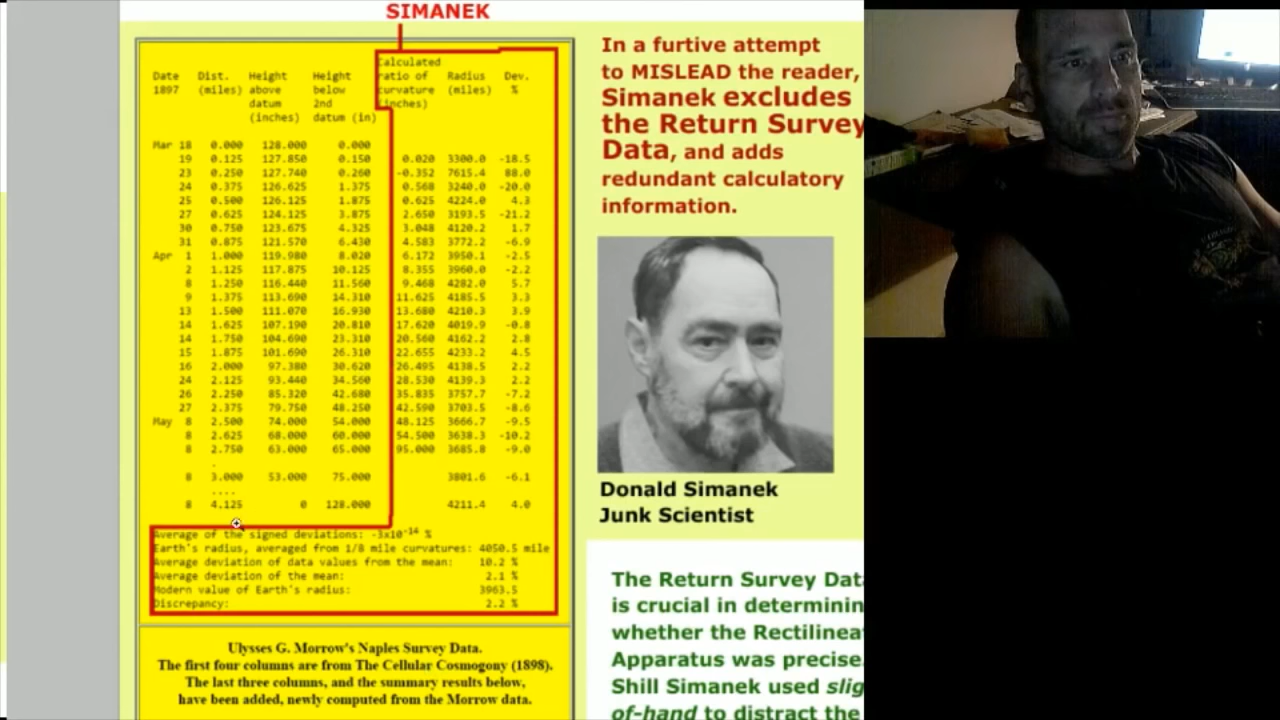 SIMANEK
Calculated
Date Dist. Height Height ratio of Radius Dev.
1897 (miles) above below curvature (miles) %
datum 2nd (inches)
(inches) datum (in)
Mar 18 0.000 128.000 0.000
19 0.125 127.850 0.150 0.020 3300.0 -18.5
23 0.250 127.740 0.260 -0.352 7615.4 88.0
24 0.375 126.625 1.375 0.568 3240.0 -20.0
25 0.500 126.125 1.875 0.625 4224.0 4.3
27 0.625 124.125 3.875 2.650 3193.5 -21.2
30 0.750 123.675 4.325 3.048 4120.2 1.7
31 0.875 121.570 6.430 4.583 3772.2 -6.9
Apr 1 1.000 119.980 8.020 6.172 3950.1 -2.5
2 1.125 117.875 10.125 8.355 3960.0 -2.2
8 1.250 116.440 11.560 9.468 4282.0 5.7
9 1.375 113.690 14.310 11.625 4185.5 3.3
13 1.500 111.070 16.930 13.680 4210.3 3.9
14 1.625 107.190 20.810 17.620 4019.9 -0.8
14 1.750 104.690 23.310 20.560 4162.2 2.8
15 1.875 101.690 26.310 22.655 4233.2 4.5
16 2.000 97.380 30.620 26.495 4138.5 2.2
24 2.125 93.440 34.560 28.530 4139.3 2.2
26 2.250 85.320 42.680 35.835 3757.7 -7.2
27 2.375 79.750 48.250 42.590 3703.5 -8.6
May 8 2.500 74.000 54.000 48.125 3666.7 -9.5
8 2.625 68.000 60.000 54.500 3638.3 -10.2
8 2.750 63.000 65.000 95.000 3685.8 -9.0
.
8 3.000 53.000 75.000 3801.6 -6.1
....
8 4.125 0 128.000 4211.4 4.0
Average of the signed deviations: -3x10⁻¹⁴ %
Earth's radius, averaged from 1/8 mile curvatures: 4050.5 mile
Average deviation of data values from the mean: 10.2 %
Average deviation of the mean: 2.1 %
Modern value of Earth's radius: 3963.5
Discrepancy: 2.2 %
Ulysses G. Morrow's Naples Survey Data.
The first four columns are from The Cellular Cosmogony (1898).
The last three columns, and the summary results below,
have been added, newly computed from the Morrow data.
In a furtive attempt
to MISLEAD the reader,
Simanek excludes
the Return Survey
Data, and adds
redundant calculatory
information.
Donald Simanek
Junk Scientist
The Return Survey Dat
is crucial in determinin
whether the Rectilinea
Apparatus was precise.
Shill Simanek used slig
of-hand to distract the